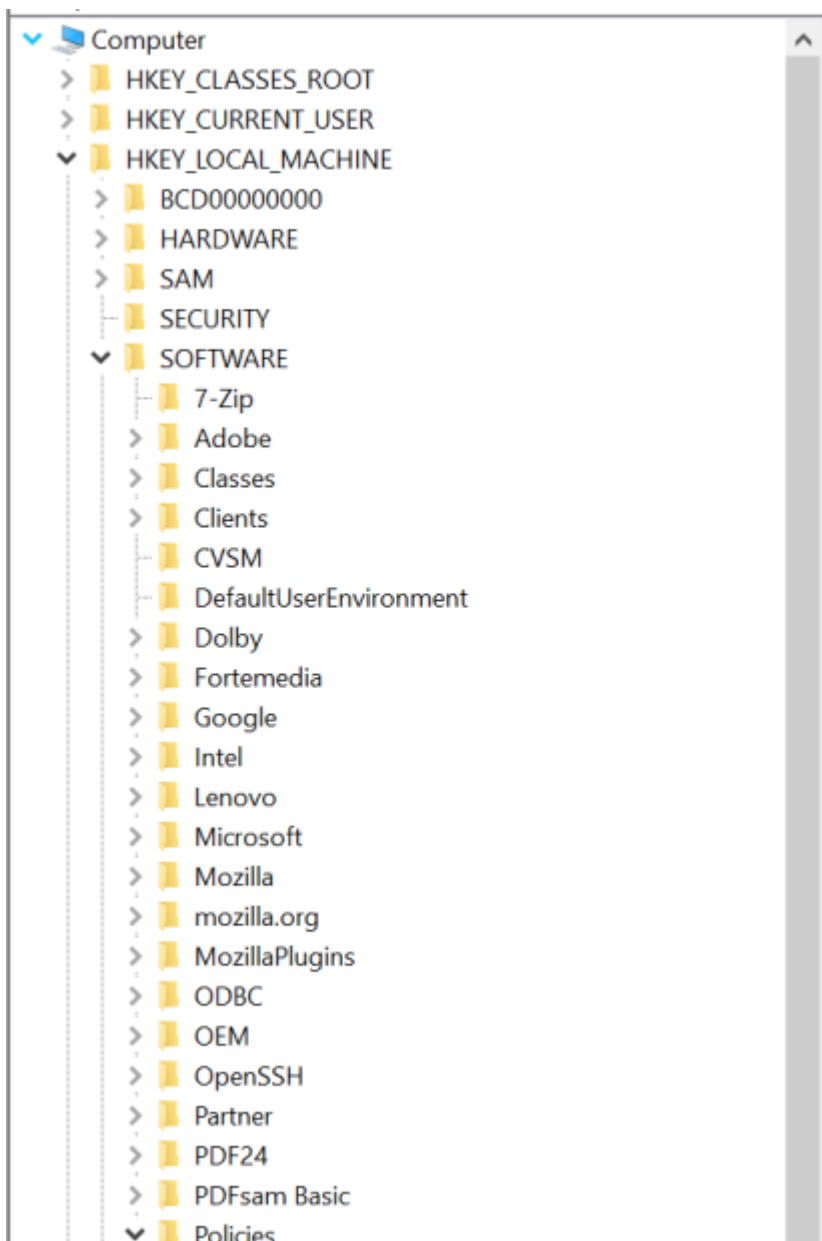 Computer
HKEY_CLASSES_ROOT
HKEY_CURRENT_USER
HKEY_LOCAL_MACHINE
BCD00000000
HARDWARE
SAM
SECURITY
SOFTWARE
7-Zip
Adobe
Classes
Clients
CVSM
DefaultUserEnvironment
Dolby
Fortemedia
Google
Intel
Lenovo
Microsoft
Mozilla
mozilla.org
MozillaPlugins
ODBC
OEM
OpenSSH
Partner
PDF24
PDFsam Basic
Policies